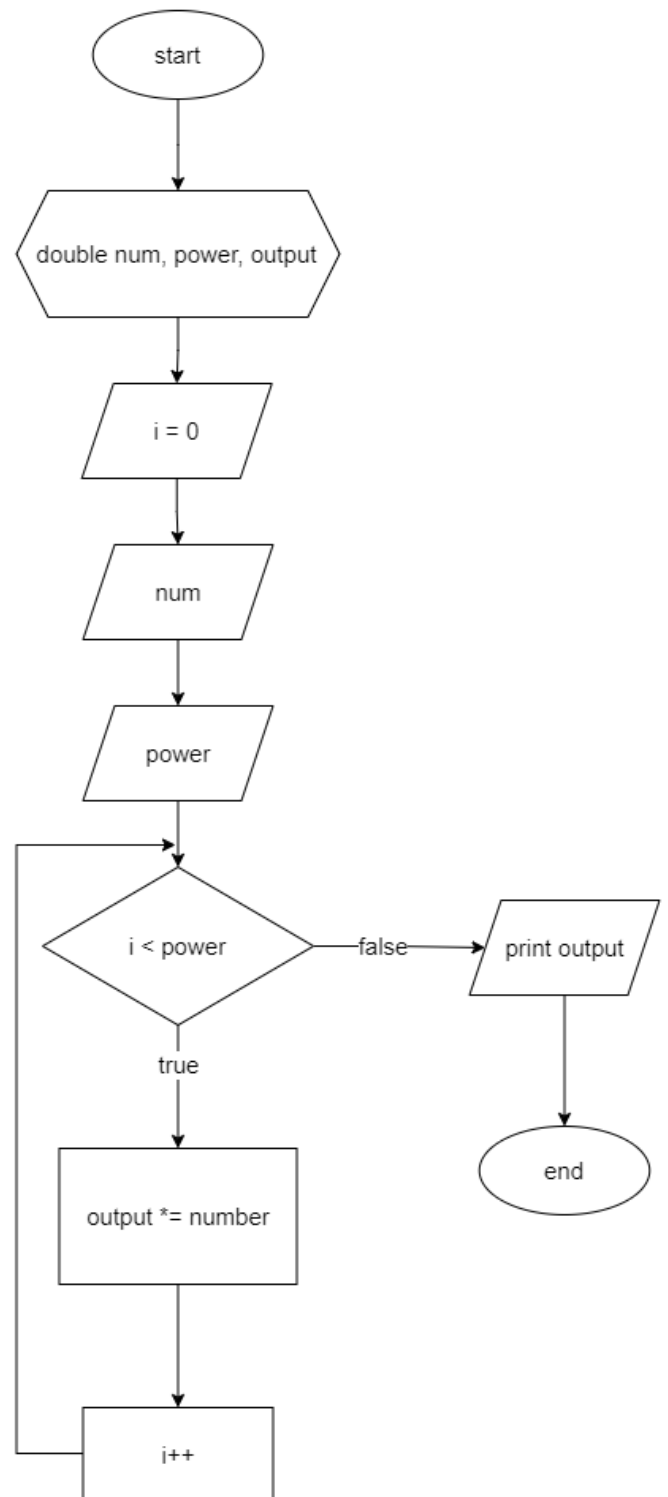 start
double num, power, output
i = 0
num
power
i < power
false
print output
true
end
output *= number
i++